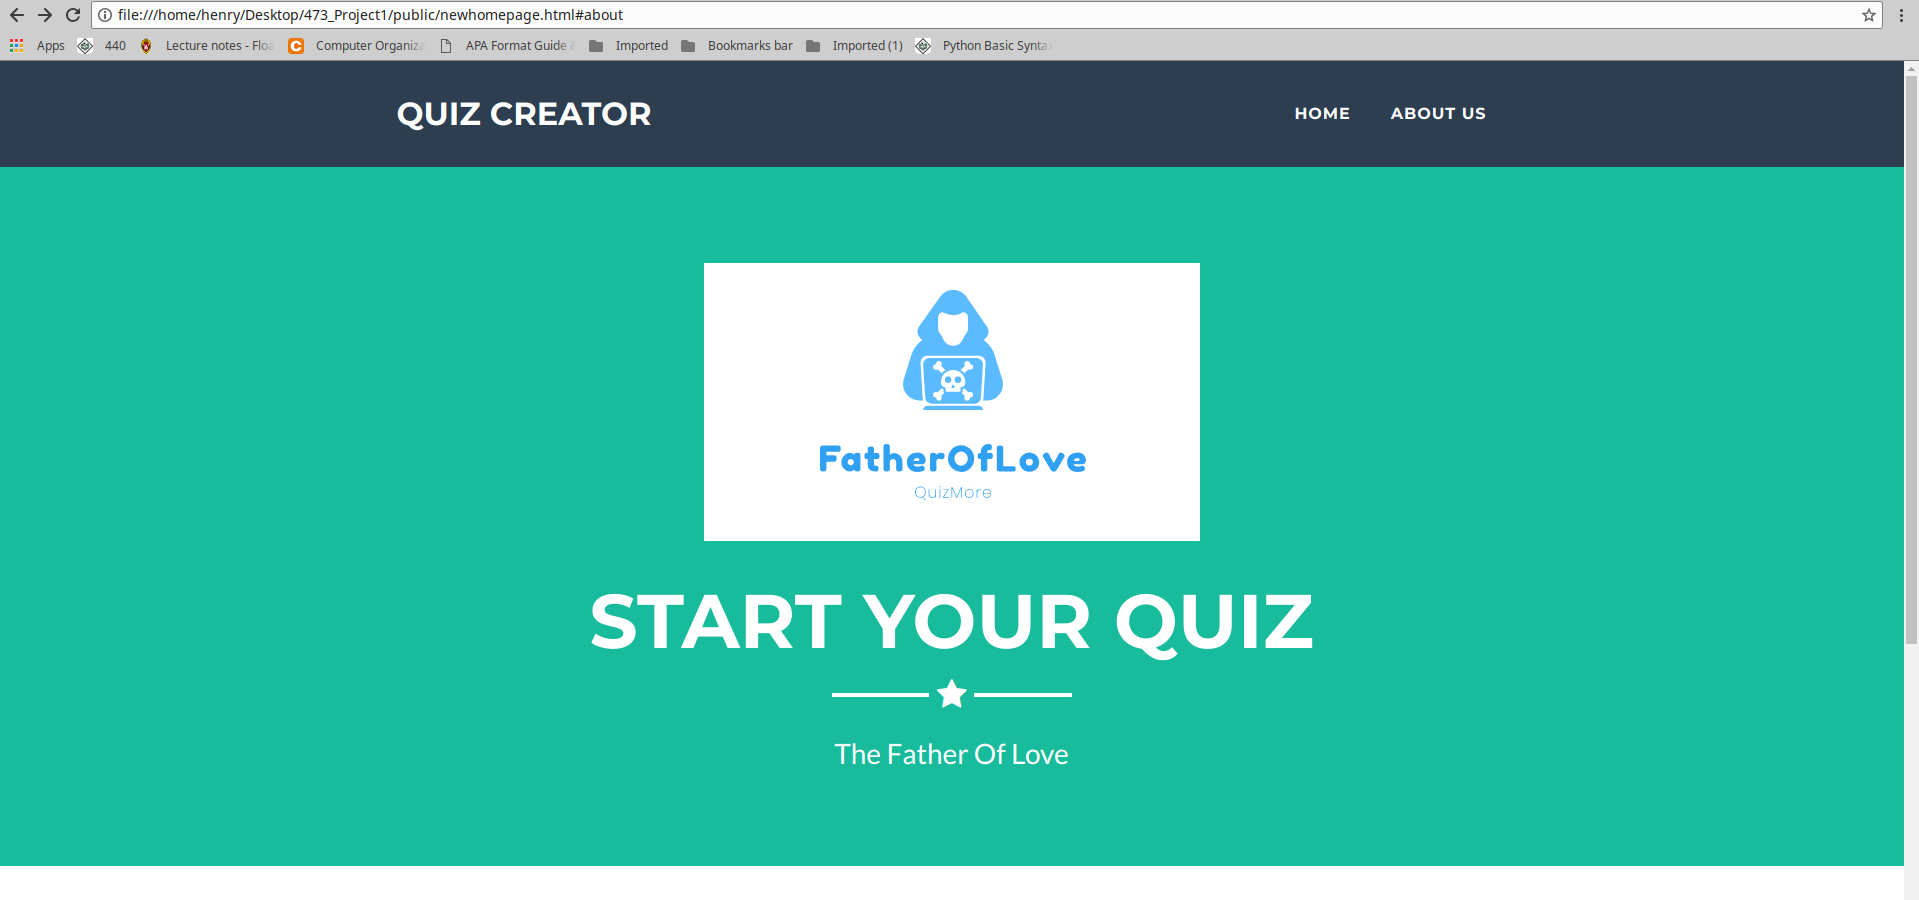 file:///home/henry/Desktop/473_Project1/public/newhomepage.html#about
Apps 440 Lecture notes - Floa Computer Organiza APA Format Guide Imported Bookmarks bar Imported (1) Python Basic Synta
QUIZ CREATOR HOME ABOUT US
FatherOfLove
QuizMore
START YOUR QUIZ
The Father Of Love